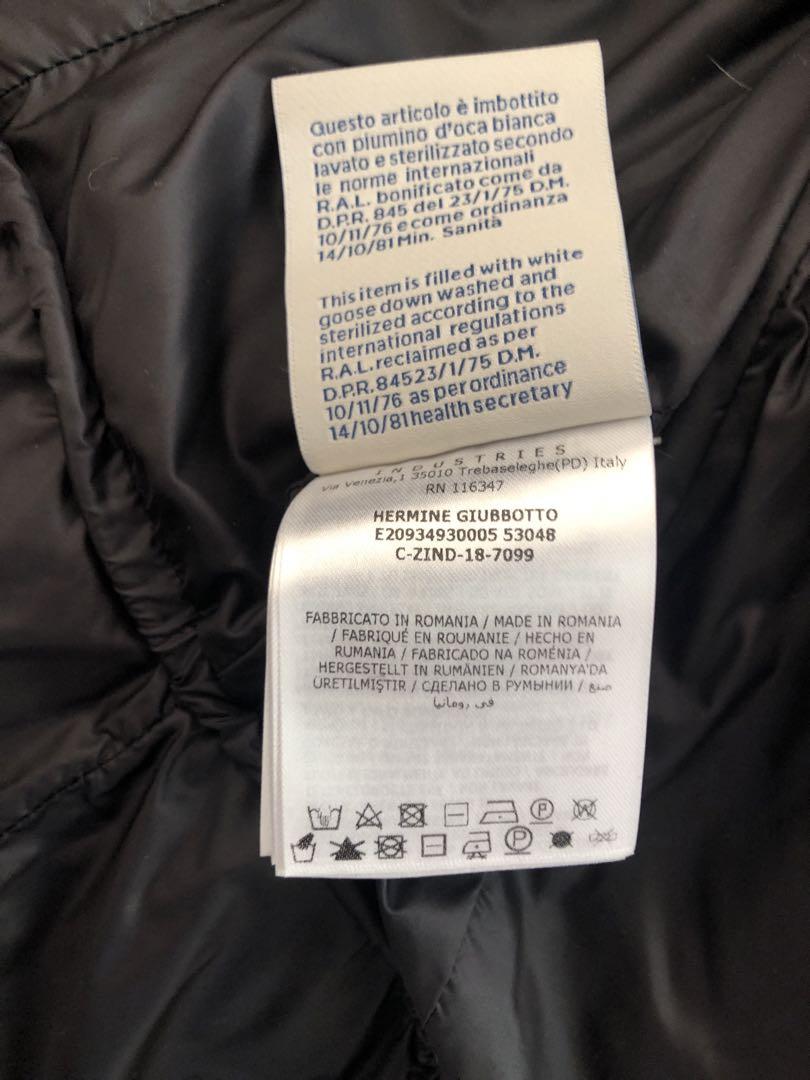 Questo articolo è imbottito
con piumino d'oca bianca
lavato e sterilizzato secondo
le norme internazionali
R.A.L. bonificato come da
D.P.R. 845 del 23/1/75 D.M.
10/11/76 e come ordinanza
14/10/81 Min. Sanità
This item is filled with white
goose down washed and
sterilized according to the
international regulations
R.A.L. reclaimed as per
D.P.R. 845 23/1/75 D.M.
10/11/76 as per ordinance
14/10/81 health secretary
INDUSTRIES
Via Venezia,1 35010 Trebaseleghe(PD) Italy
RN 116347
HERMINE GIUBBOTTO
E20934930005 53048
C-ZIND-18-7099
FABBRICATO IN ROMANIA / MADE IN ROMANIA
/ FABRIQUÉ EN ROUMANIE / HECHO EN
RUMANIA / FABRICADO NA ROMÉNIA /
HERGESTELLT IN RUMÄNIEN / ROMANYA'DA
ÜRETILMIŞTIR / СДЕЛАНО В РУМЫНИИ / صنع
في رومانيا
P W
P